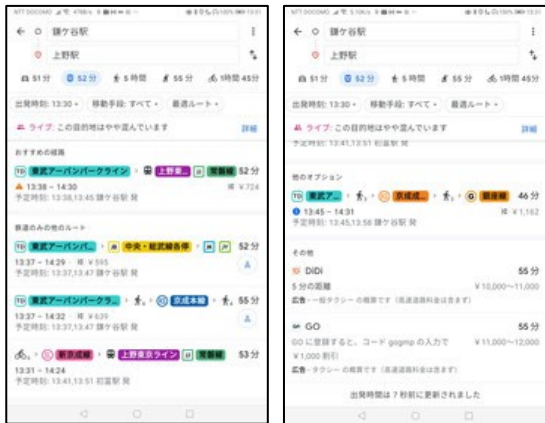 NTT DOCOMO
13:51
鎌ケ谷駅
上野駅
51分
52分
5時間
55分
1時間45分
出発時刻: 13:30
移動手段: すべて
最適ルート
ライブ: この目的地はやや混んでいます
詳細
おすすめの経路
TD 東武アーバンパークライン
上野東...
常磐線
52分
13:38 – 14:30
¥724
予定時刻: 13:38,13:45 鎌ケ谷駅 発
鉄道のみの他のルート
TD 東武アーバンパ...
JB 中央・総武線各停
52分
13:37 – 14:29
¥595
予定時刻: 13:37,13:47 鎌ケ谷駅 発
TD 東武アーバンパークラ...
京成本線
55分
13:37 – 14:32
¥639
予定時刻: 13:37,13:47 鎌ケ谷駅 発
新京成線
上野東京ライン
常磐線
53分
13:31 – 14:24
予定時刻: 13:41,13:51 初富駅 発
NTT DOCOMO
13:51
鎌ケ谷駅
上野駅
51分
52分
5時間
55分
1時間45分
出発時刻: 13:30
移動手段: すべて
最適ルート
ライブ: この目的地はやや混んでいます
詳細
予定時刻: 13:41,13:51 初富駅 発
他のオプション
TD 東武ア...
京成成...
G 銀座線
46分
13:45 – 14:31
¥1,162
予定時刻: 13:45,13:56 鎌ケ谷駅 発
その他
DiDi
55分
5分の距離
¥10,000〜11,000
広告・一般タクシーの概算です（高速道路料金は含まず）
GO
55分
GOに登録すると、コード gogmp の入力で
¥11,000〜12,000
¥1,000 割引
広告・タクシーの概算です（高速道路料金は含まず）
出発時間は7秒前に更新されました